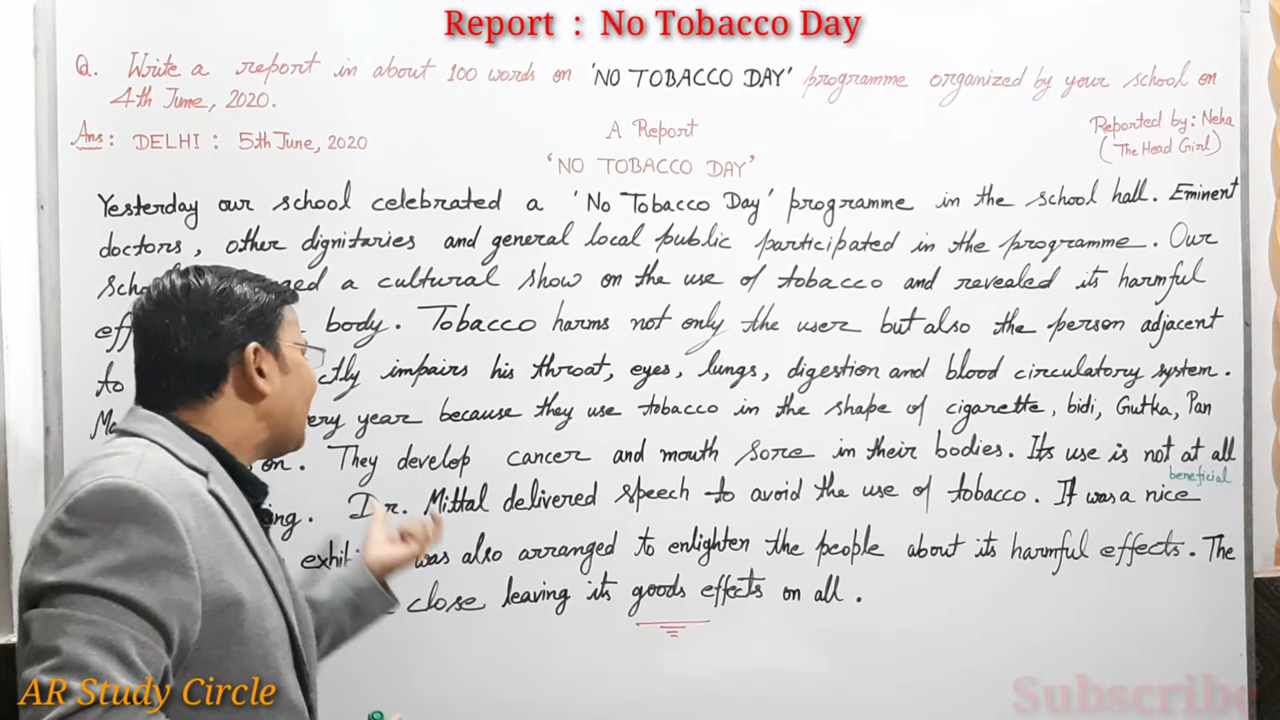 Report : No Tobacco Day
Q. Write a report in about 100 words on 'NO TOBACCO DAY' programme organized by your school on
4th June, 2020.
Ans: DELHI : 5th June, 2020
A Report
Reported by: Neha
(The Head Girl)
'NO TOBACCO DAY'
Yesterday our school celebrated a 'No Tobacco Day' programme in the school hall. Eminent
doctors, other dignitaries and general local public participated in the programme. Our
a cultural show on the use of tobacco and revealed its harmful
body. Tobacco harms not only the user but also the person adjacent
to impairs his throat, eyes, lungs, digestion and blood circulatory system.
year because they use tobacco in the shape of cigarette, bidi, Gutka, Pan
on. They develop cancer and mouth sore in their bodies. Its use is not at all
beneficial
Dr. Mittal delivered speech to avoid the use of tobacco. It was a nice
was also arranged to enlighten the people about its harmful effects. The
close leaving its goods effects on all.
AR Study Circle
Subscribe